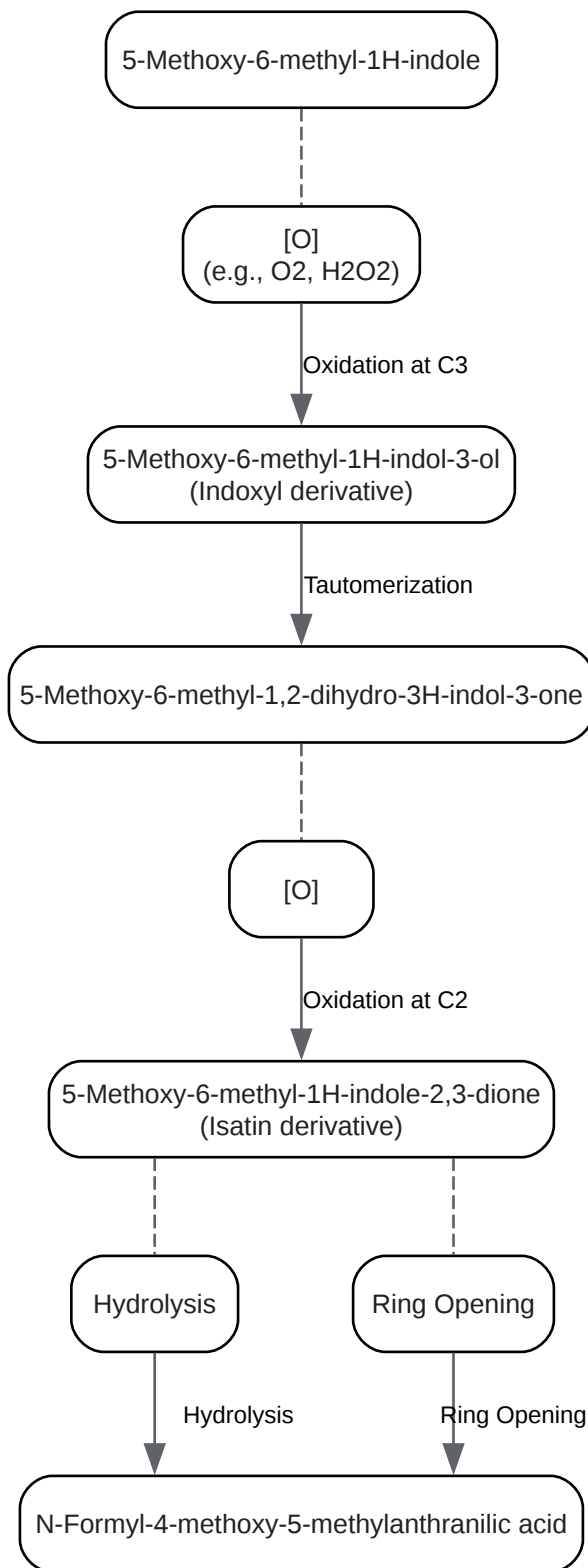 5-Methoxy-6-methyl-1H-indole
[O]
(e.g., O2, H2O2)
Oxidation at C3
5-Methoxy-6-methyl-1H-indol-3-ol
(Indoxyl derivative)
Tautomerization
5-Methoxy-6-methyl-1,2-dihydro-3H-indol-3-one
[O]
Oxidation at C2
5-Methoxy-6-methyl-1H-indole-2,3-dione
(Isatin derivative)
Hydrolysis
Ring Opening
Hydrolysis
Ring Opening
N-Formyl-4-methoxy-5-methylanthranilic acid